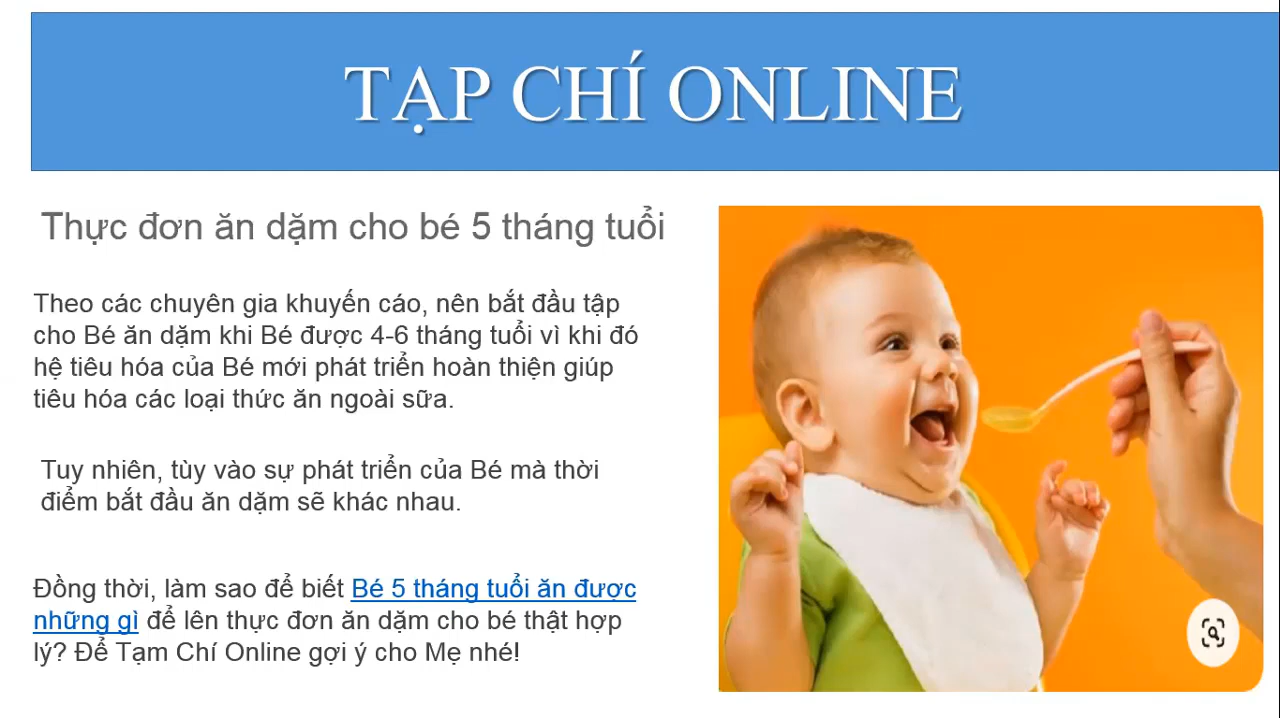 TẠP CHÍ ONLINE
Thực đơn ăn dặm cho bé 5 tháng tuổi
Theo các chuyên gia khuyến cáo, nên bắt đầu tập
cho Bé ăn dặm khi Bé được 4-6 tháng tuổi vì khi đó
hệ tiêu hóa của Bé mới phát triển hoàn thiện giúp
tiêu hóa các loại thức ăn ngoài sữa.
Tuy nhiên, tùy vào sự phát triển của Bé mà thời
điểm bắt đầu ăn dặm sẽ khác nhau.
Đồng thời, làm sao để biết Bé 5 tháng tuổi ăn được
những gì để lên thực đơn ăn dặm cho bé thật hợp
lý? Để Tạm Chí Online gợi ý cho Mẹ nhé!